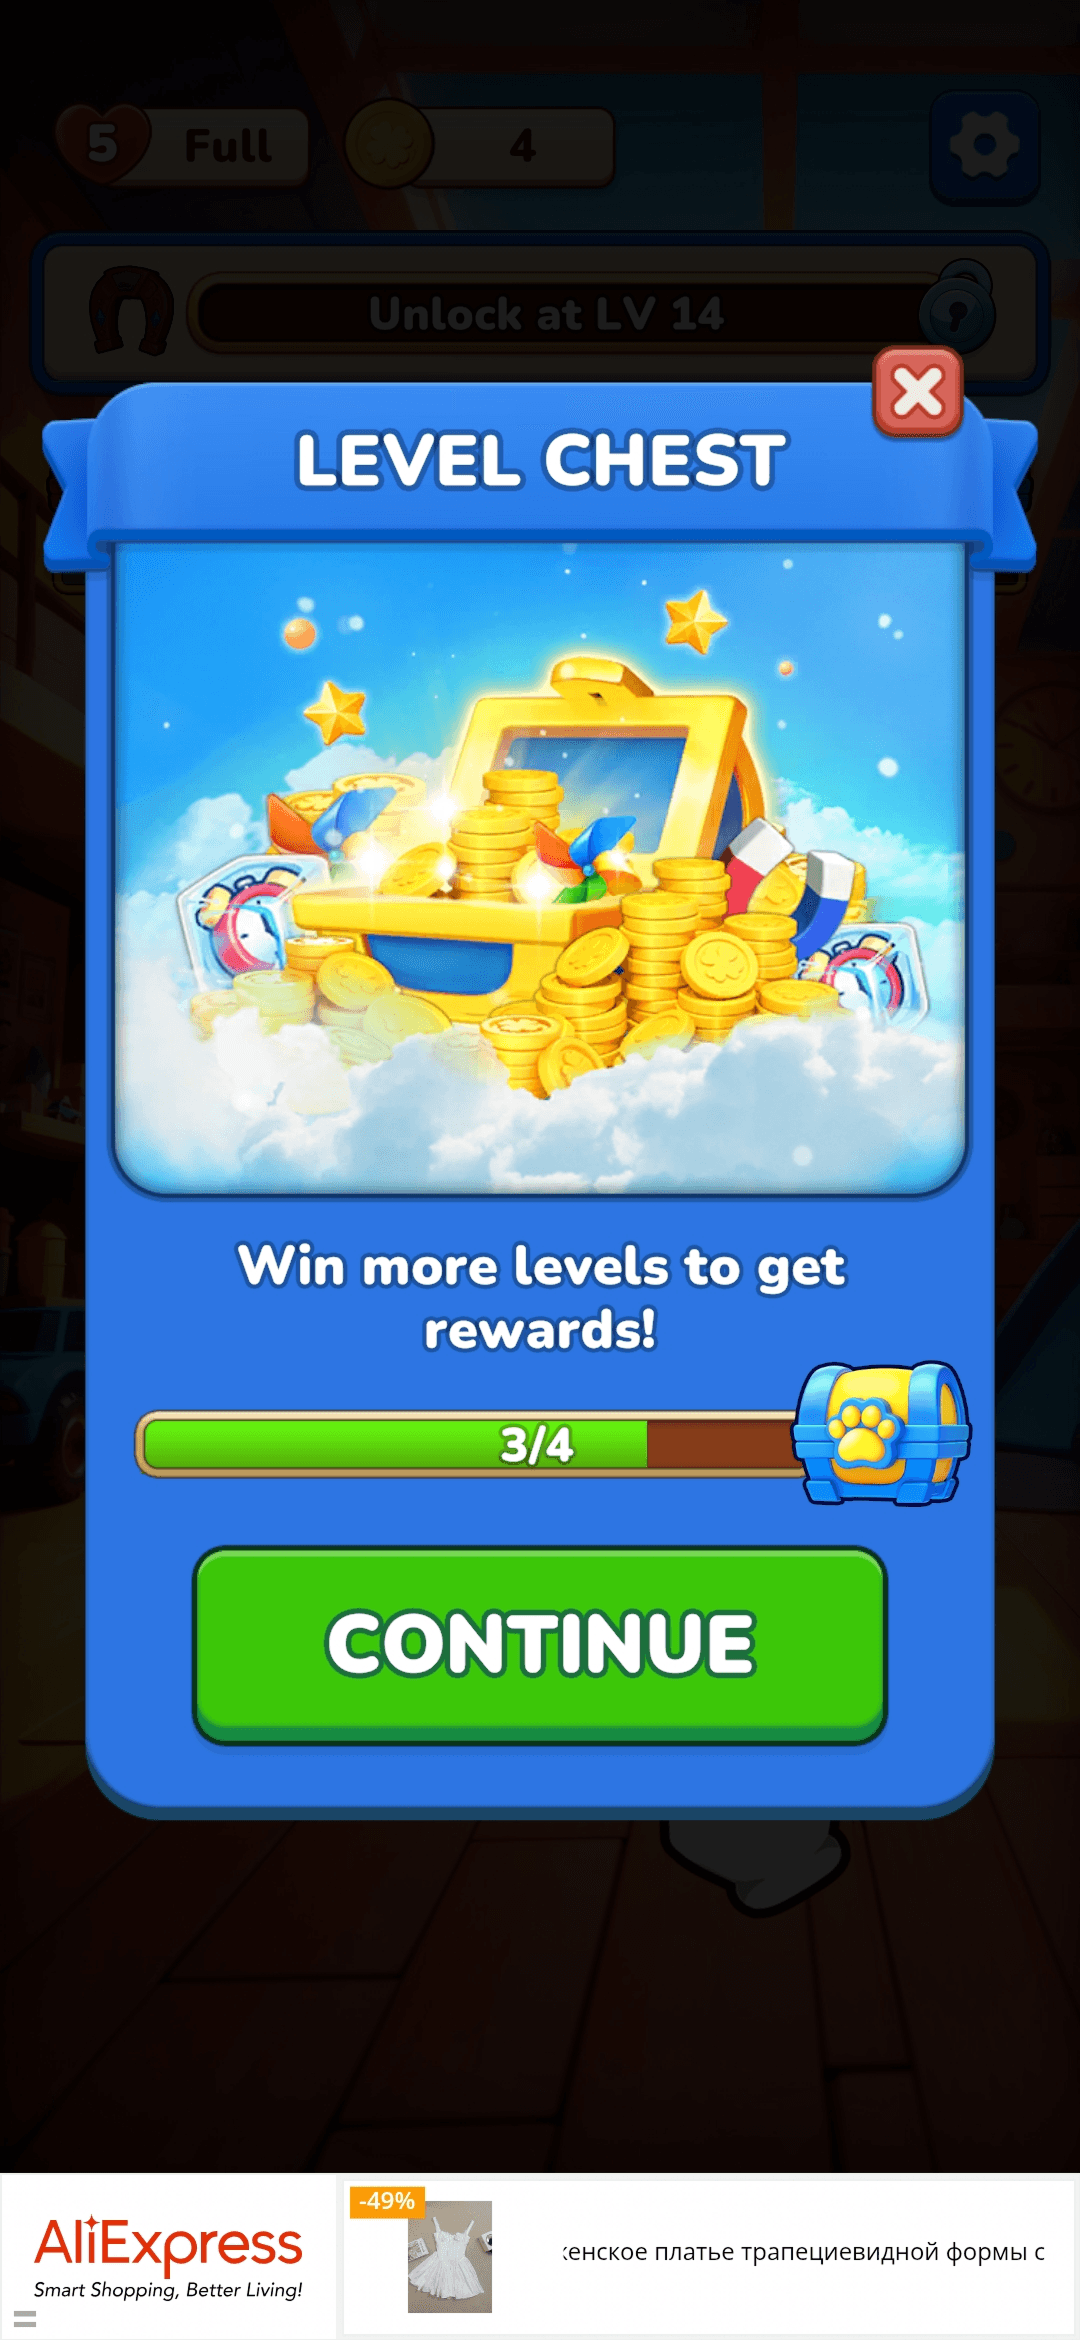 5
Full
4
Unlock at LV 14
LEVEL CHEST
Win more levels to get
rewards!
3/4
CONTINUE
-49%
AliExpress
Smart Shopping, Better Living!
платье трапециевидной формы с